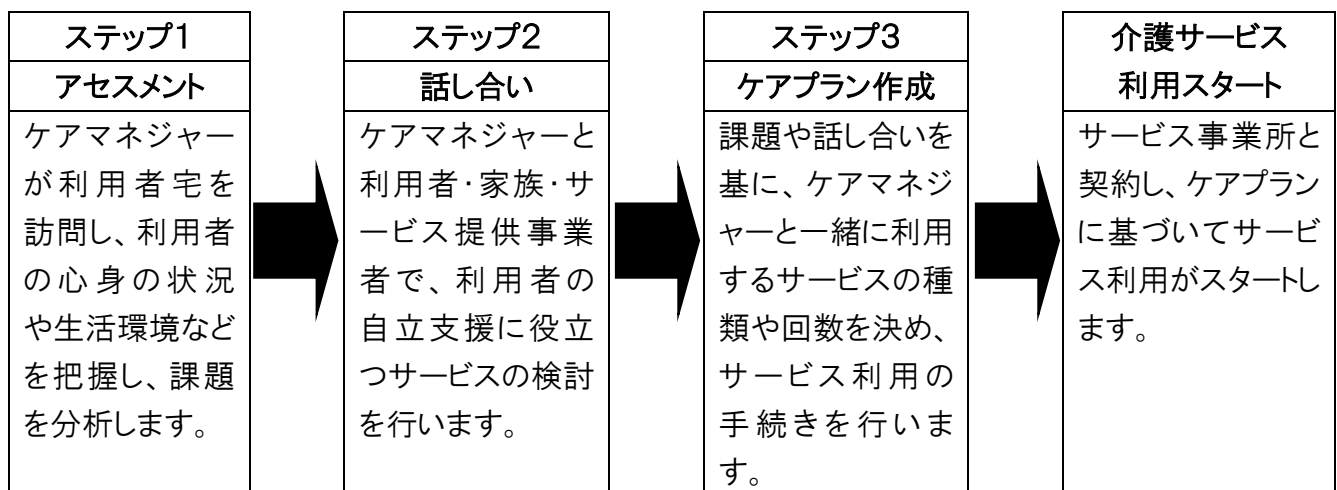 ステップ1
アセスメント
ケアマネジャー
が利用者宅を
訪問し、利用者
の心身の状況
や生活環境など
を把握し、課題
を分析します。
ステップ2
話し合い
ケアマネジャーと
利用者・家族・サ
ービス提供事業
者で、利用者の
自立支援に役立
つサービスの検討
を行います。
ステップ3
ケアプラン作成
課題や話し合いを
基に、ケアマネジ
ャーと一緒に利用
するサービスの種
類や回数を決め、
サービス利用の
手続きを行いま
す。
介護サービス
利用スタート
サービス事業所と
契約し、ケアプラン
に基づいてサービ
ス利用がスタートし
ます。